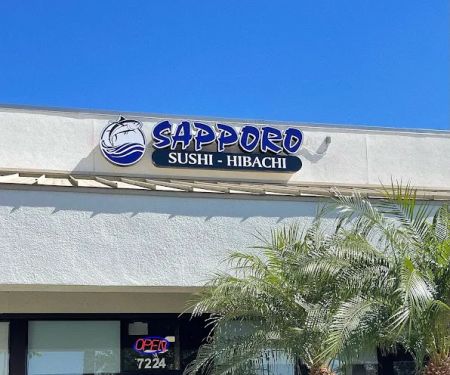 SAPPORO
SUSHI - HIBACHI
OPEN
7224